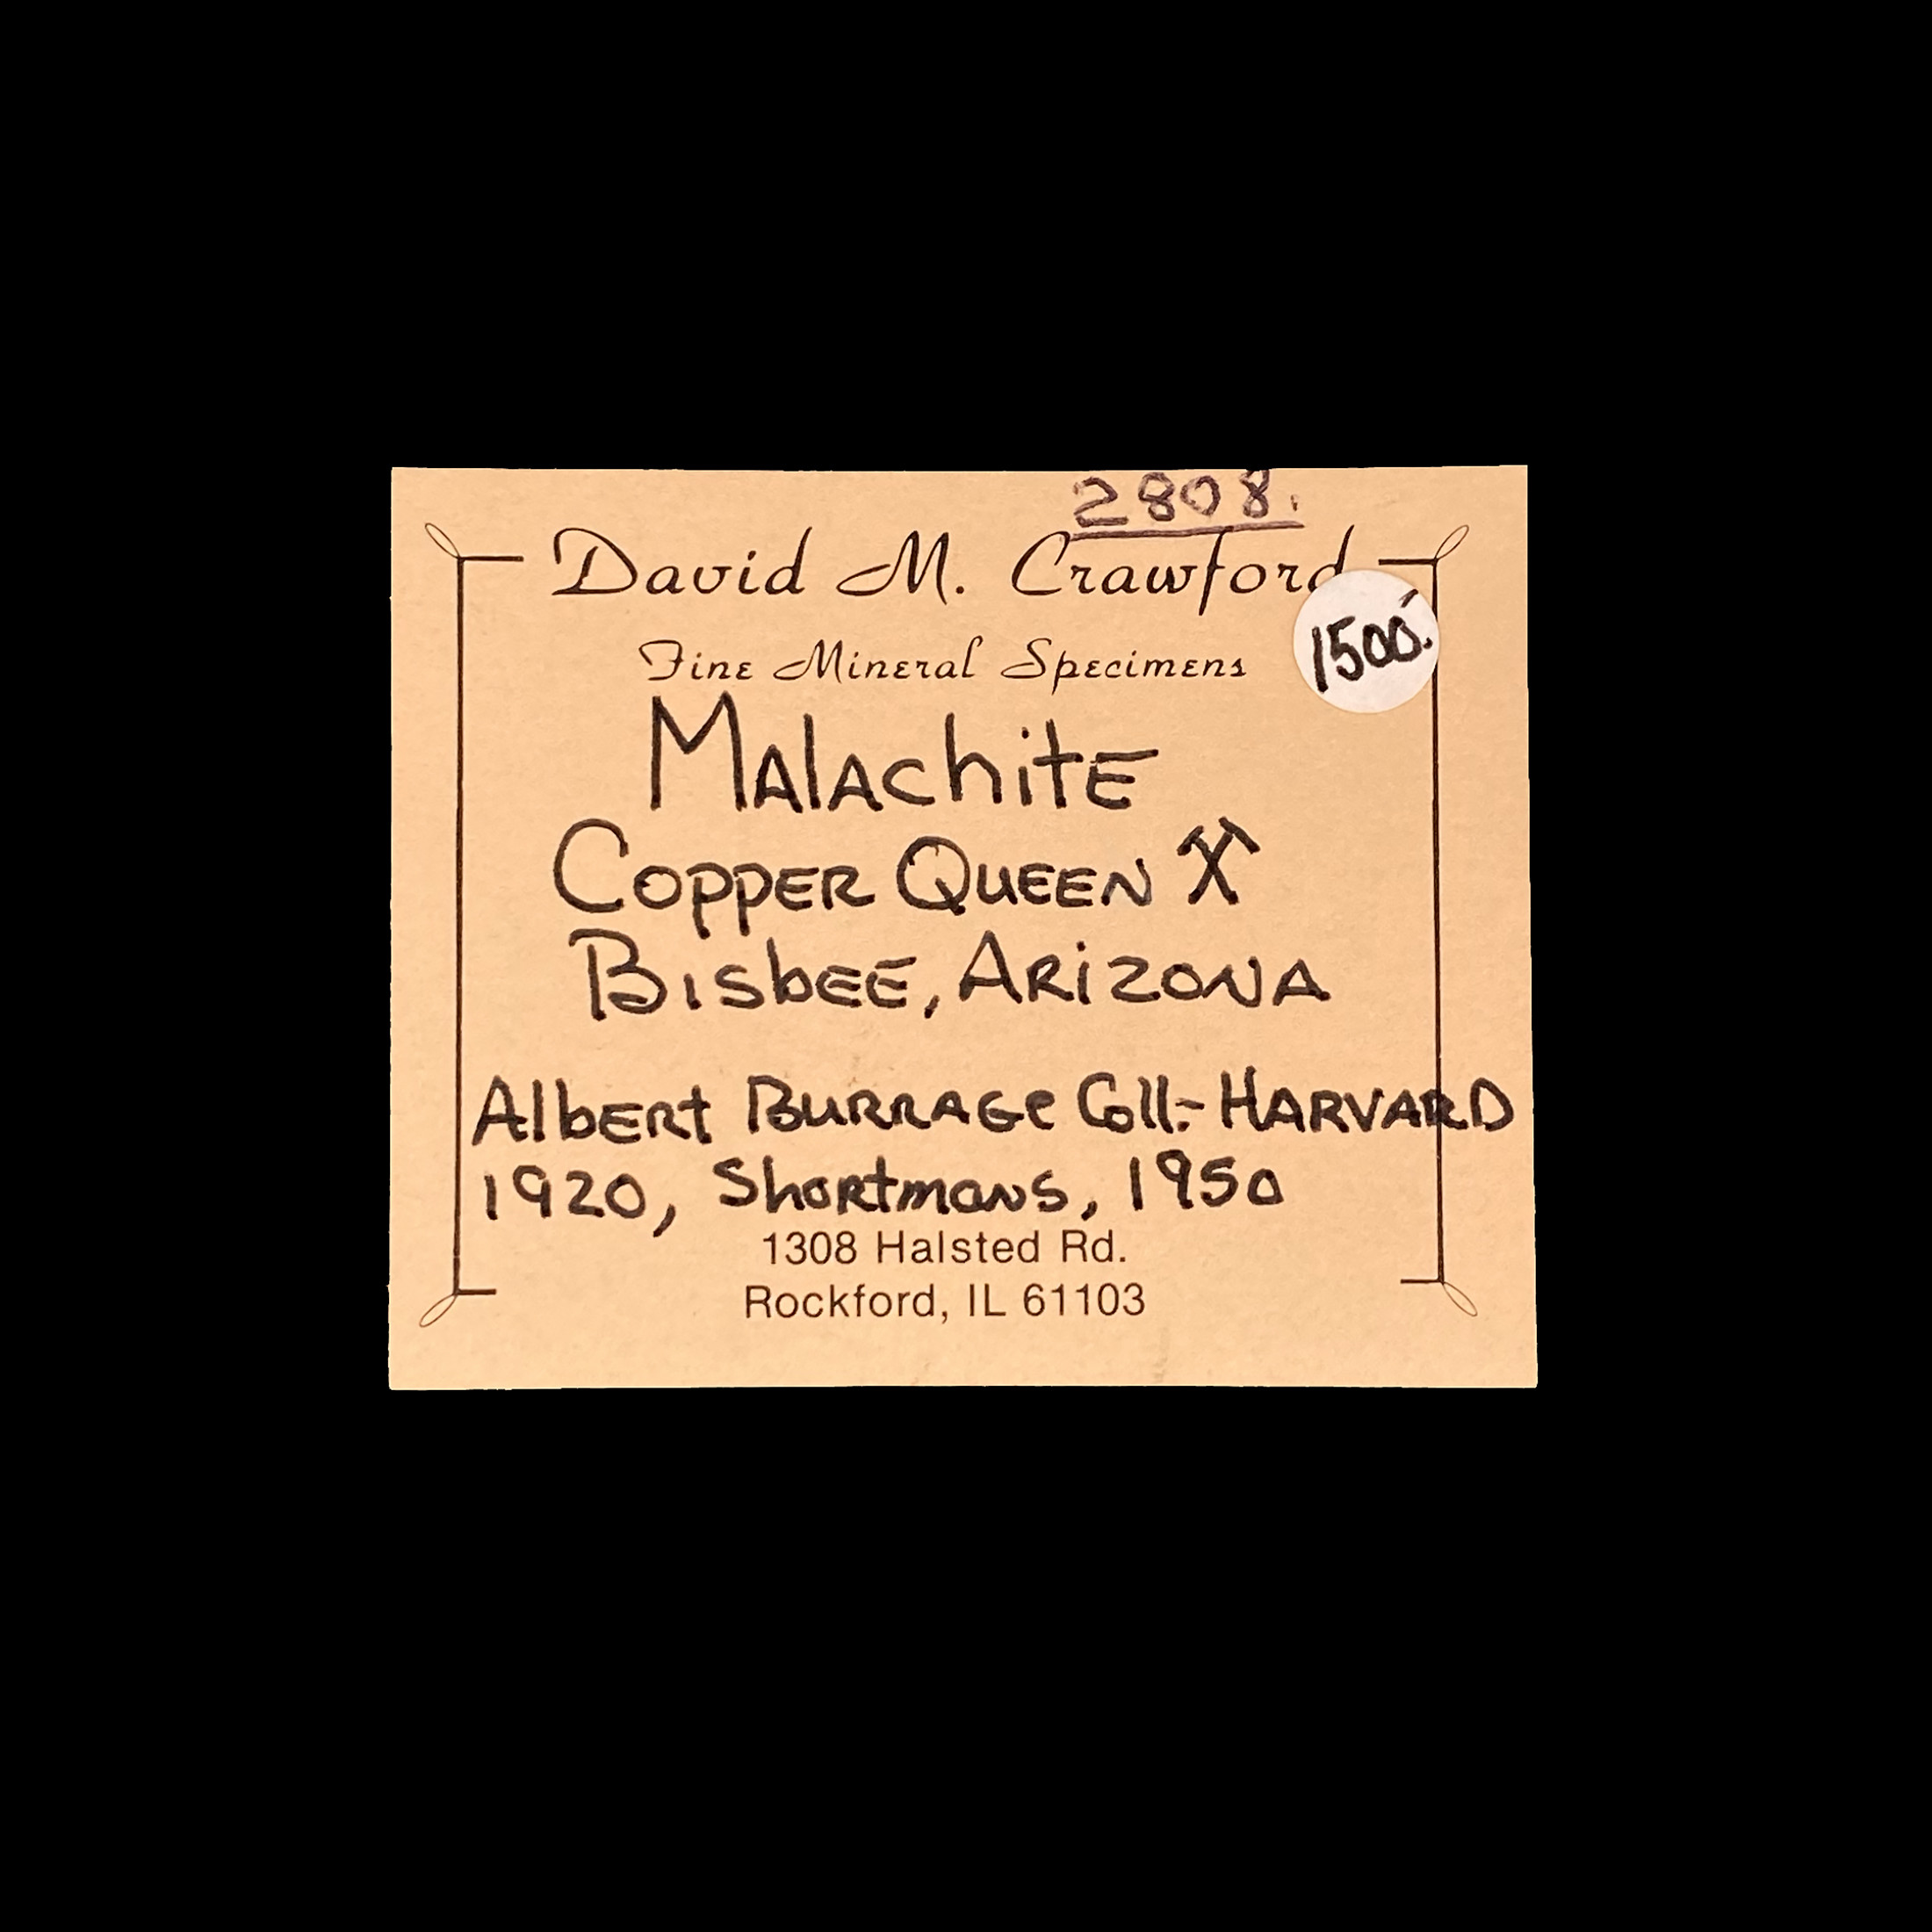 2808.
David M. Crawford
1500.
Fine Mineral Specimens
Malachite
Copper Queen ⚒
Bisbee, Arizona
Albert Burrage Coll.- Harvard
1920, Shortmans, 1950
1308 Halsted Rd.
Rockford, IL 61103